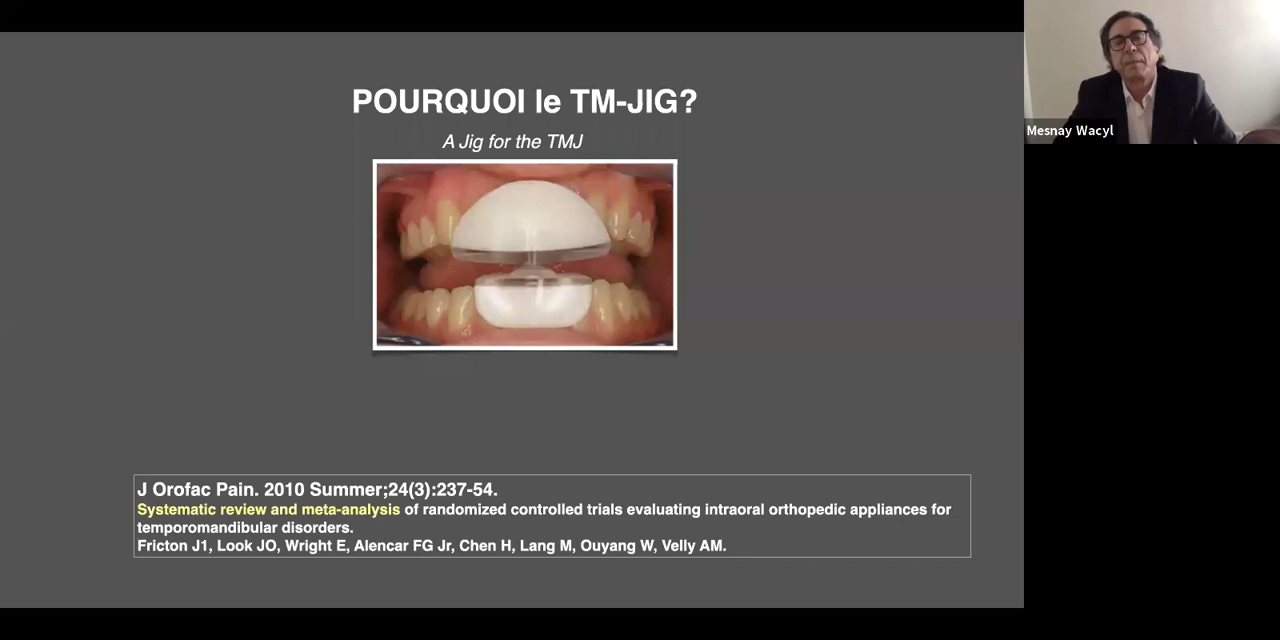 POURQUOI le TM-JIG?
A Jig for the TMJ
Mesnay Wacyl
J Orofac Pain. 2010 Summer;24(3):237-54.
Systematic review and meta-analysis of randomized controlled trials evaluating intraoral orthopedic appliances for
temporomandibular disorders.
Fricton J1, Look JO, Wright E, Alencar FG Jr, Chen H, Lang M, Ouyang W, Velly AM.